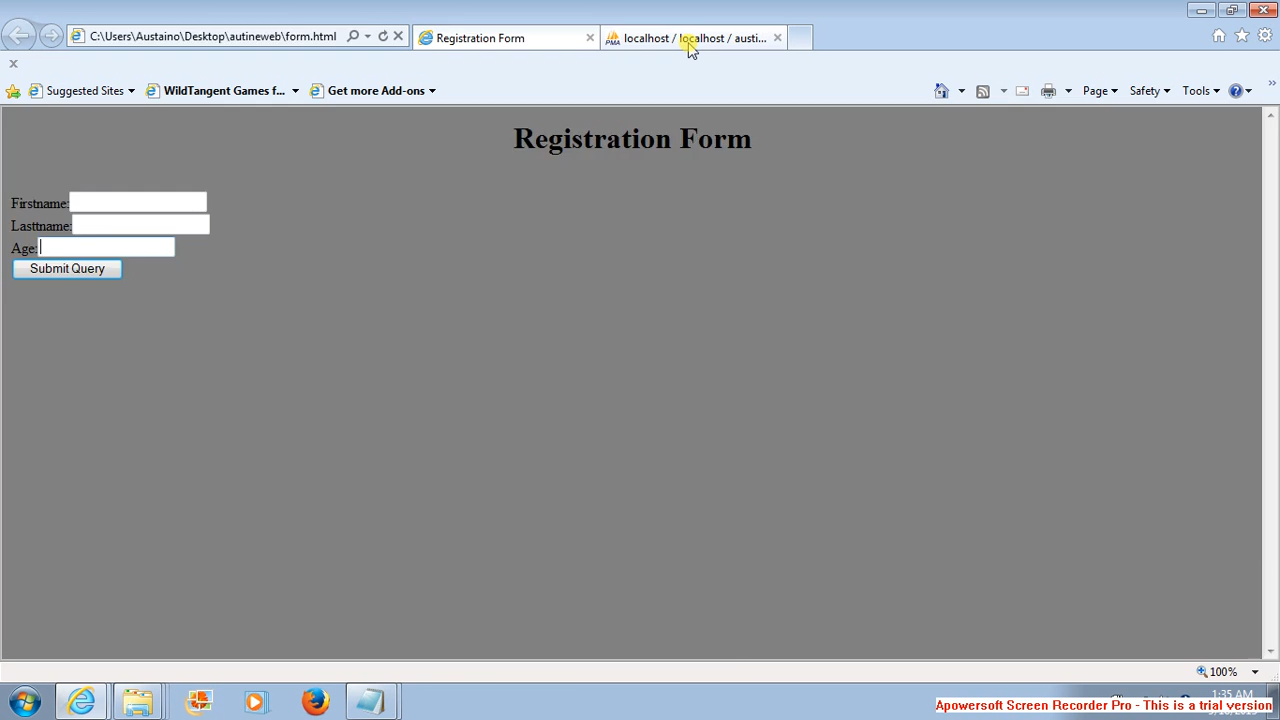 C:\Users\Austaino\Desktop\autineweb\form.html
Registration Form
localhost / localhost / austi...
Suggested Sites
WildTangent Games f...
Get more Add-ons
Page
Safety
Tools
Registration Form
Firstname:
Lasttname:
Age:
Submit Query
100%
1:35 AM
Apowersoft Screen Recorder Pro - This is a trial version